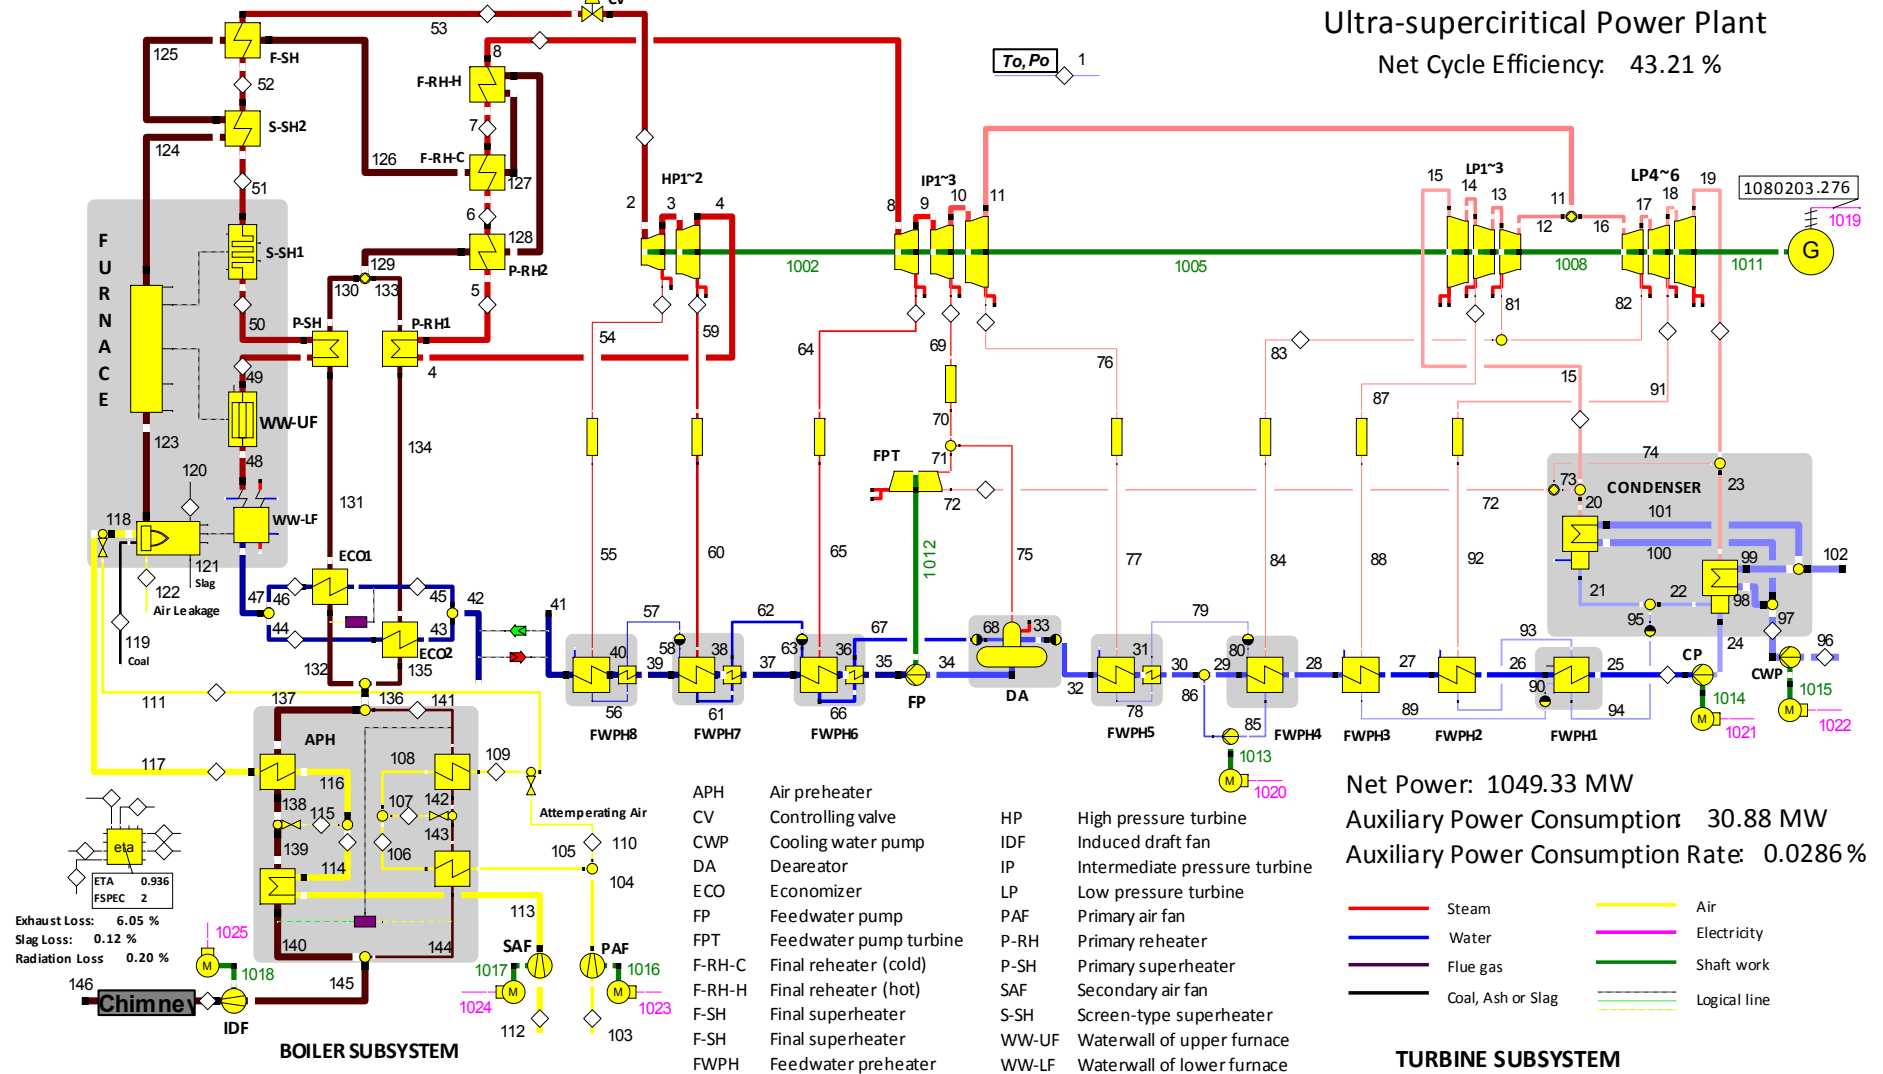 Ultra-superciritical Power Plant
Net Cycle Efficiency: 43.21 %
To,Po 1
CV
53
125
F-SH
8
F-RH-H
52
7
S-SH2
124
126
F-RH-C
127
51
6
128
P-RH2
129
130
133
5
FURNACE
S-SH1
50
P-SH
P-RH1
4
49
WW-UF
123
48
134
120
131
118
WW-LF
121
Slag
122
Air Leakage
119
Coal
ECO1
47
46
45
42
44
43
ECO2
132
135
41
HP1~2
2
3
4
1002
54
59
IP1~3
8
9
10
11
1005
64
69
76
LP1~3
15
14
13
12
11
16
1008
LP4~6
17
18
19
1011
1080203.276
1019
G
81
82
83
87
91
15
70
FPT
71
72
72
73
74
CONDENSER
20
23
101
100
99
102
21
22
98
95
97
96
24
CWP
CP
1014
1015
M
1021
M
1022
55
60
65
1012
75
77
84
88
92
57
62
67
68
33
79
93
40
58
38
63
36
31
80
90
39
37
35
34
32
30
29
28
27
26
25
86
56
61
66
78
85
89
94
FWPH8
FWPH7
FWPH6
FP
DA
FWPH5
FWPH4
FWPH3
FWPH2
FWPH1
1013
M
1020
111
137
136
141
APH
117
116
108
109
138
115
107
142
143
Attemperating Air
139
114
106
105
110
104
113
140
144
145
eta
ETA 0.936
FSPEC 2
Exhaust Loss: 6.05 %
Slag Loss: 0.12 %
Radiation Loss: 0.20 %
1025
M
1018
146
Chimney
IDF
SAF
1017
M
1024
112
PAF
1016
M
1023
103
BOILER SUBSYSTEM
APH Air preheater
CV Controlling valve
CWP Cooling water pump
DA Deareator
ECO Economizer
FP Feedwater pump
FPT Feedwater pump turbine
F-RH-C Final reheater (cold)
F-RH-H Final reheater (hot)
F-SH Final superheater
F-SH Final superheater
FWPH Feedwater preheater
HP High pressure turbine
IDF Induced draft fan
IP Intermediate pressure turbine
LP Low pressure turbine
PAF Primary air fan
P-RH Primary reheater
P-SH Primary superheater
SAF Secondary air fan
S-SH Screen-type superheater
WW-UF Waterwall of upper furnace
WW-LF Waterwall of lower furnace
Net Power: 1049.33 MW
Auxiliary Power Consumption: 30.88 MW
Auxiliary Power Consumption Rate: 0.0286 %
Steam
Water
Flue gas
Coal, Ash or Slag
Air
Electricity
Shaft work
Logical line
TURBINE SUBSYSTEM